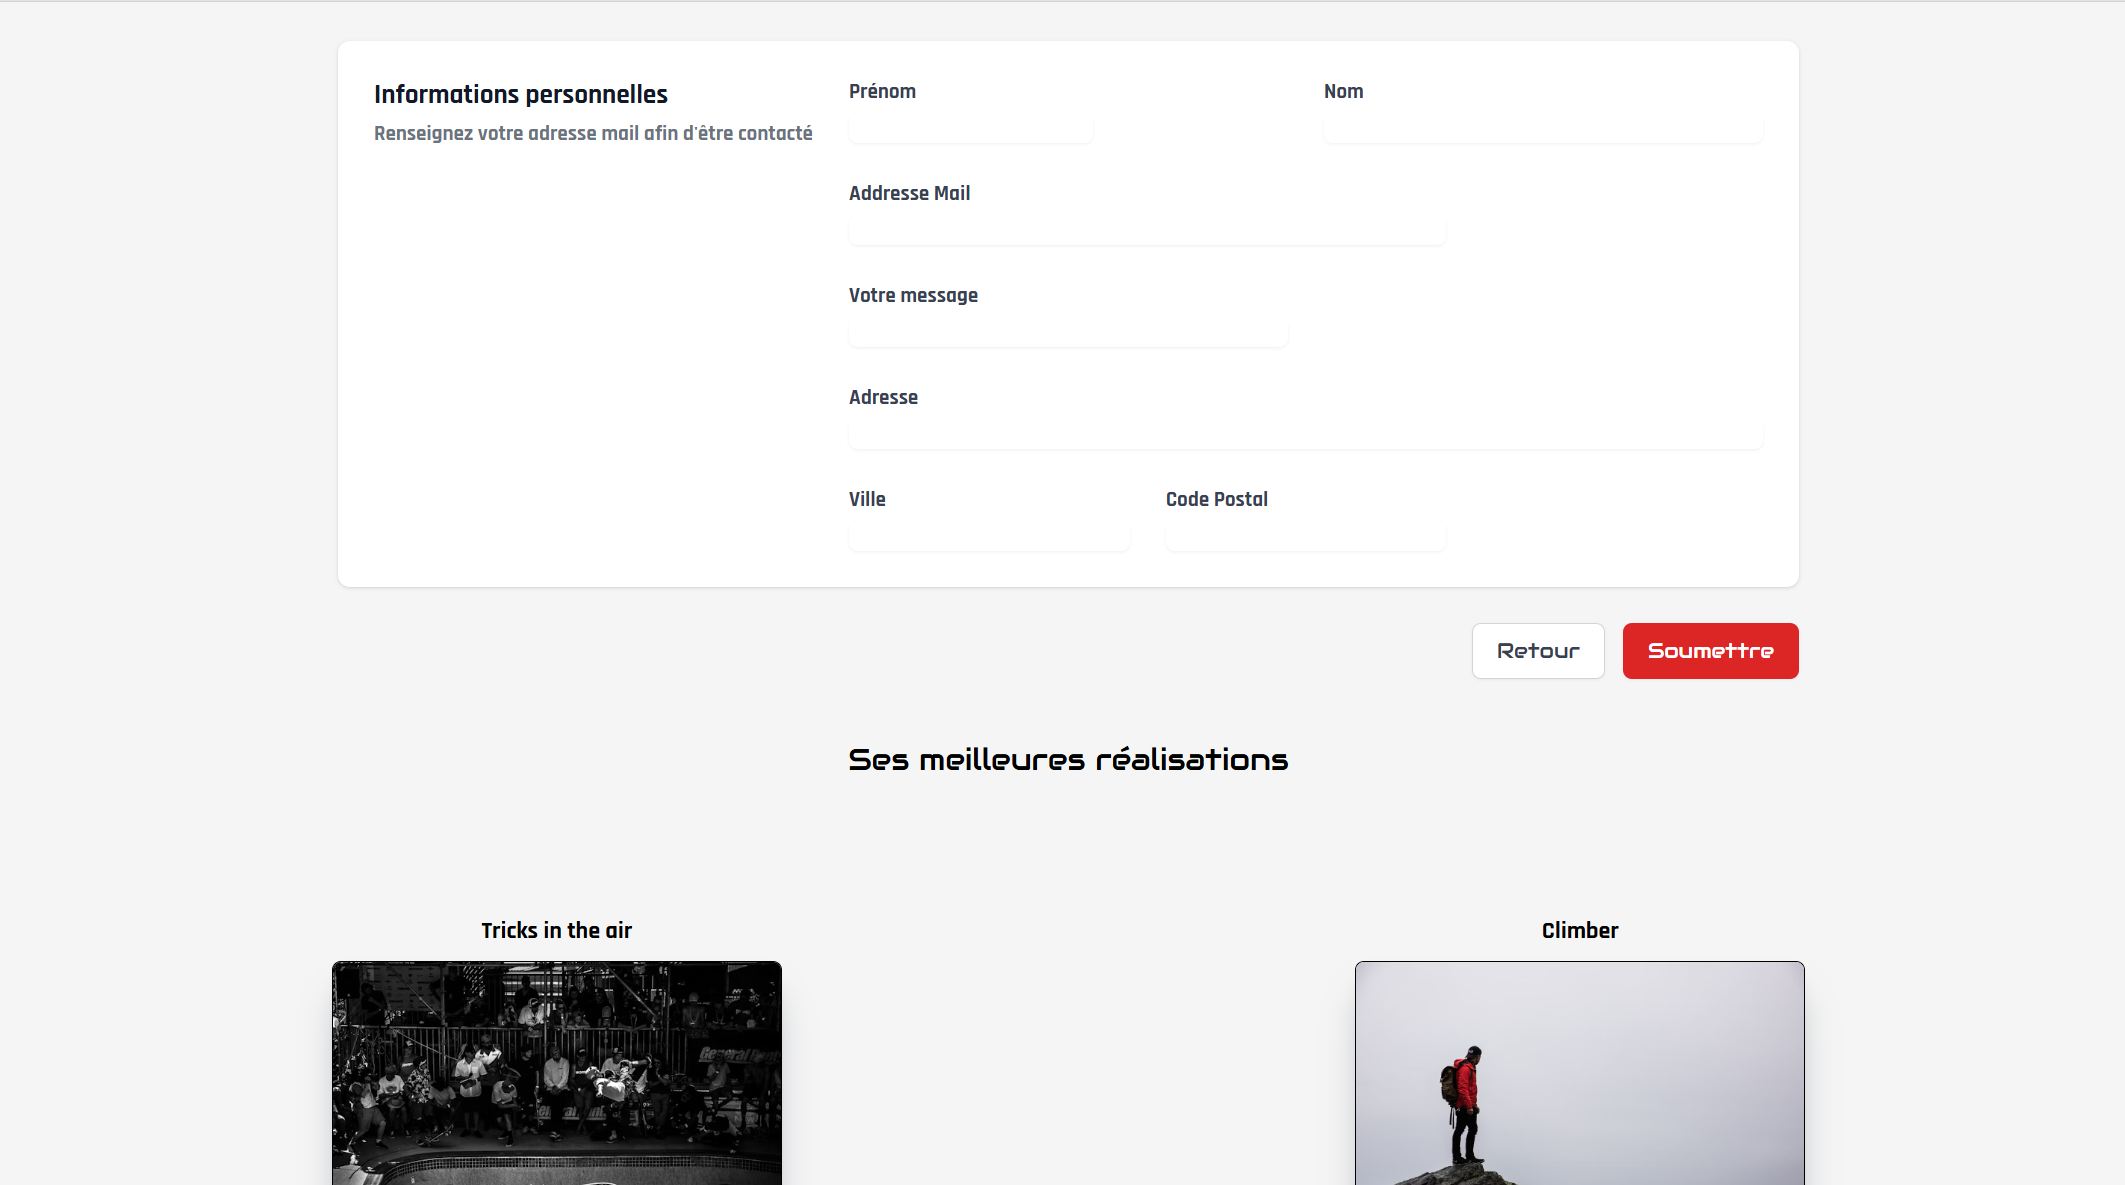 Informations personnelles
Renseignez votre adresse mail afin d'être contacté
Prénom
Nom
Addresse Mail
Votre message
Adresse
Ville
Code Postal
Retour
Soumettre
Ses meilleures réalisations
Tricks in the air
Climber